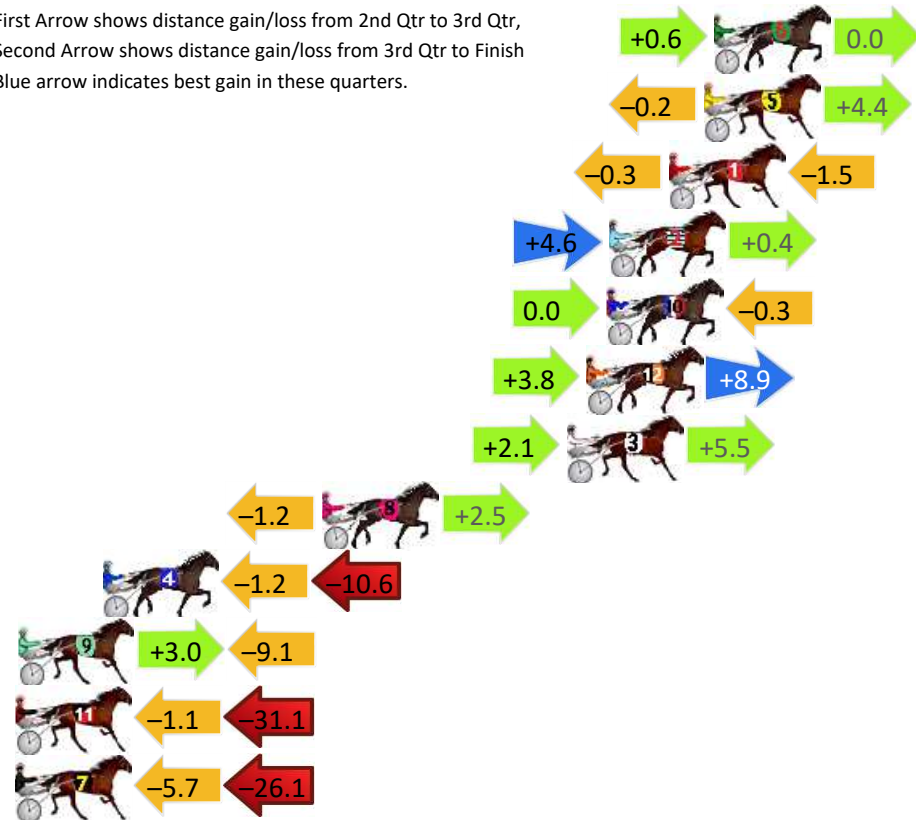 First Arrow shows distance gain/loss from 2nd Qtr to 3rd Qtr,
Second Arrow shows distance gain/loss from 3rd Qtr to Finish
Blue arrow indicates best gain in these quarters.
+0.6 6 0.0
–0.2 5 +4.4
–0.3 1 –1.5
+4.6 2 +0.4
0.0 10 –0.3
+3.8 12 +8.9
+2.1 3 +5.5
–1.2 8 +2.5
4 –1.2 –10.6
9 +3.0 –9.1
11 –1.1 –31.1
7 –5.7 –26.1